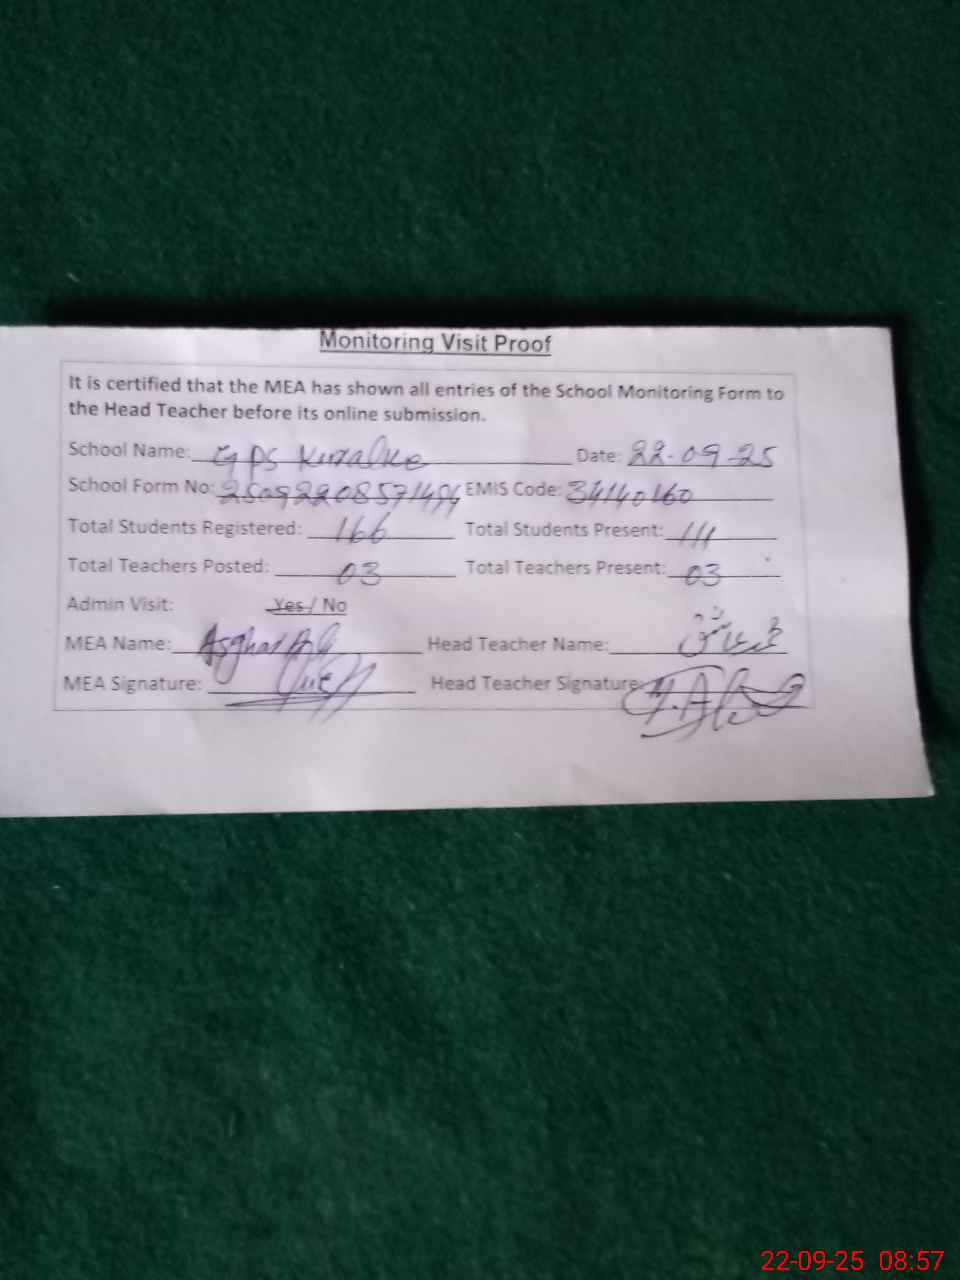 Monitoring Visit Proof
It is certified that the MEA has shown all entries of the School Monitoring Form to
the Head Teacher before its online submission.
School Name: GPS Date: 22-09-25
School Form No: EMIS Code: 34140160
Total Students Registered: 166 Total Students Present: 111
Total Teachers Posted: 03 Total Teachers Present: 03
Admin Visit: Yes / No
MEA Name: Asghar Ali Head Teacher Name:
MEA Signature: Head Teacher Signature:
22-09-25 08:57